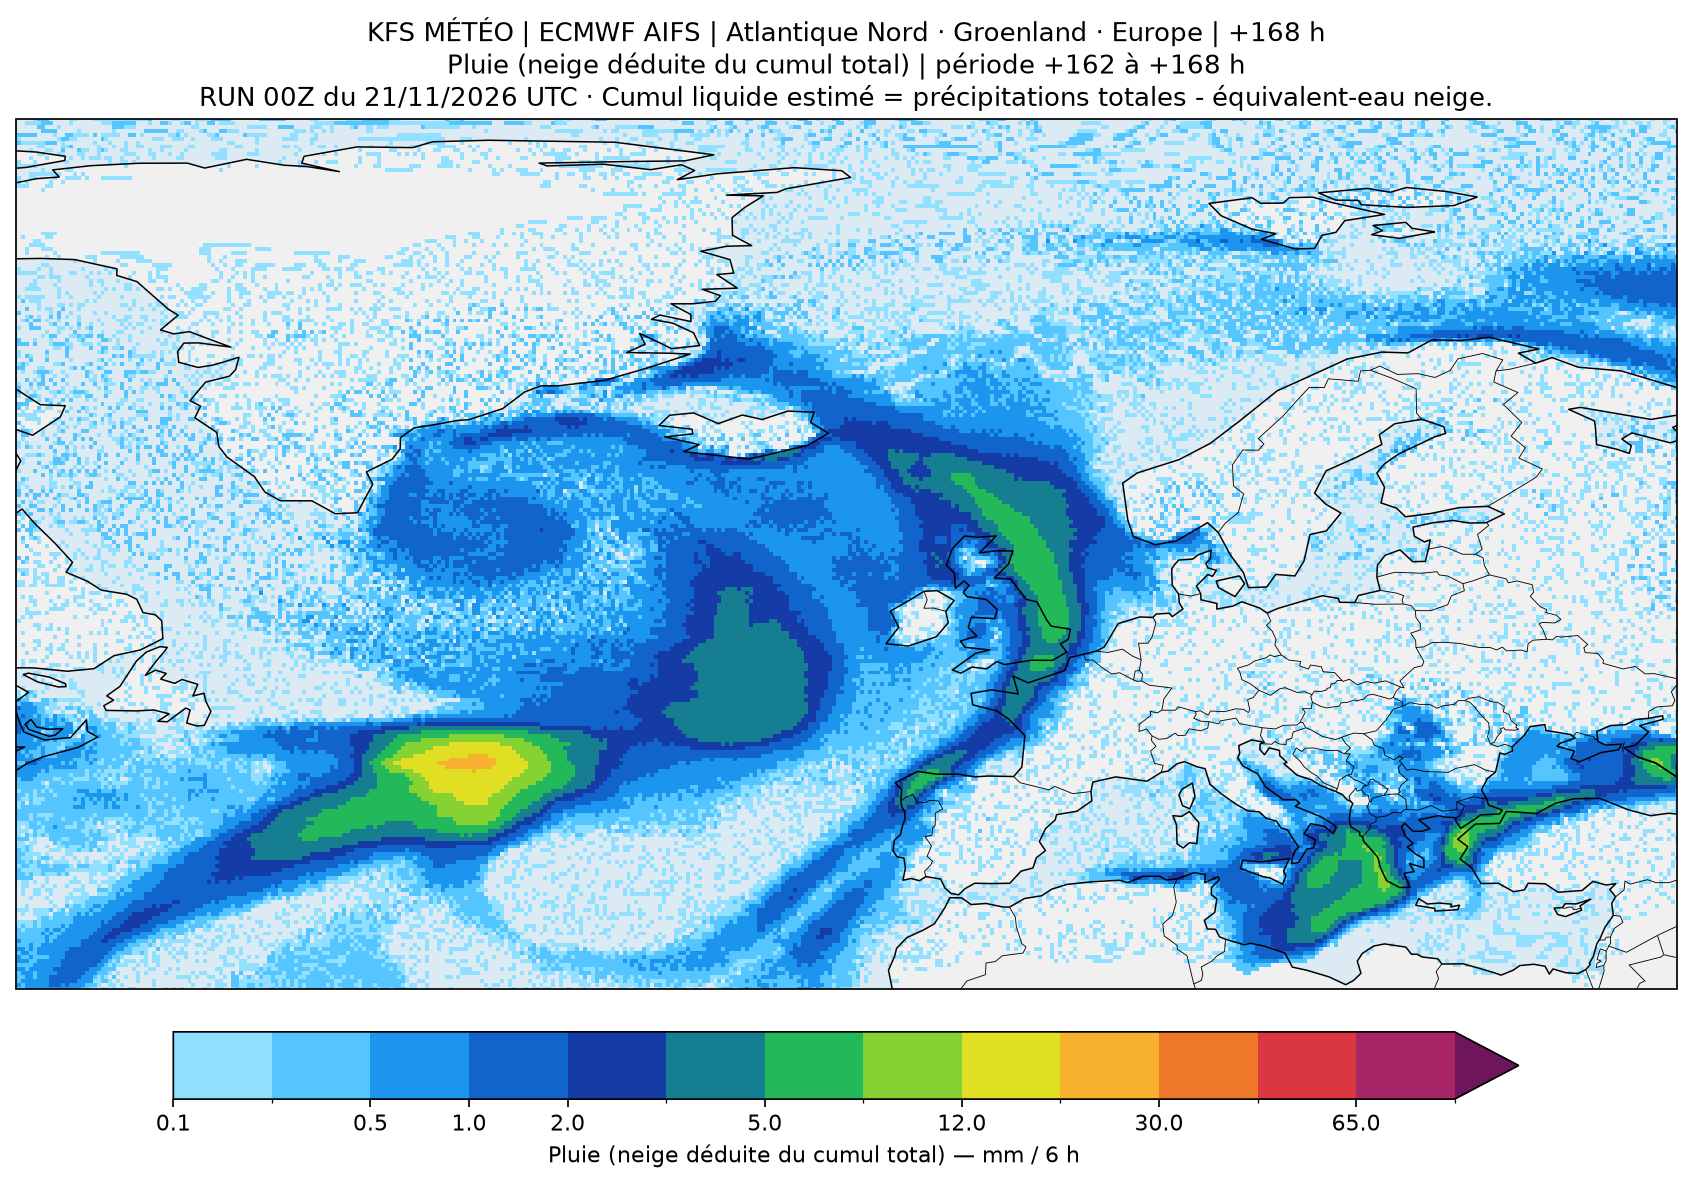 KFS MÉTÉO | ECMWF AIFS | Atlantique Nord · Groenland · Europe | +168 h
Pluie (neige déduite du cumul total) | période +162 à +168 h
RUN 00Z du 21/11/2026 UTC · Cumul liquide estimé = précipitations totales - équivalent-eau neige.
0.1 0.5 1.0 2.0 5.0 12.0 30.0 65.0
Pluie (neige déduite du cumul total) — mm / 6 h